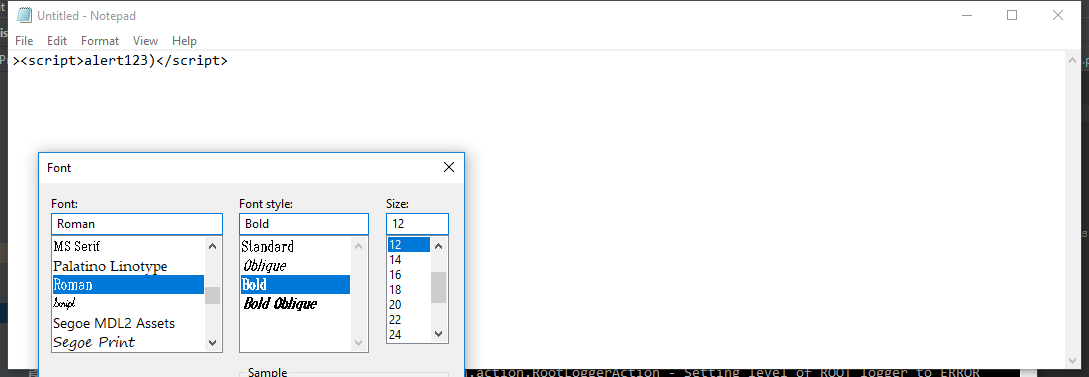 Untitled - Notepad
File Edit Format View Help
><script>alert123)</script>
Font
Font: Font style: Size:
Roman Bold 12
MS Serif Standard 12
Palatino Linotype Oblique 14
Roman Bold 16
Script Bold Oblique 18
Segoe MDL2 Assets 20
Segoe Print 22
24
Sample
.action.RootLoggerAction - Setting level of ROOT logger to ERROR